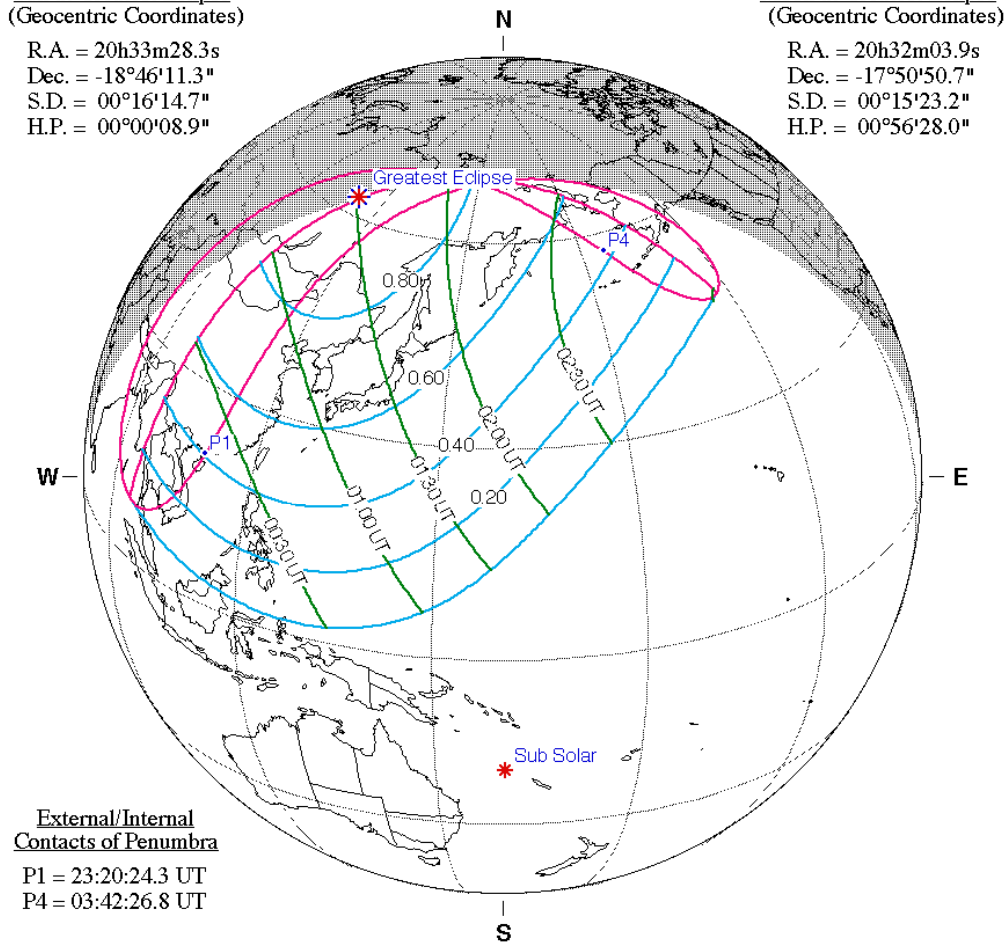 (Geocentric Coordinates)
R.A. = 20h33m28.3s
Dec. = -18°46'11.3"
S.D. = 00°16'14.7"
H.P. = 00°00'08.9"
N
(Geocentric Coordinates)
R.A. = 20h32m03.9s
Dec. = -17°50'50.7"
S.D. = 00°15'23.2"
H.P. = 00°56'28.0"
Greatest Eclipse
P4
0.80
0.60
02:30 UT
P1
0.40
02:00 UT
W
E
0.20
01:30 UT
01:00 UT
00:30 UT
Sub Solar
External/Internal
Contacts of Penumbra
P1 = 23:20:24.3 UT
P4 = 03:42:26.8 UT
S